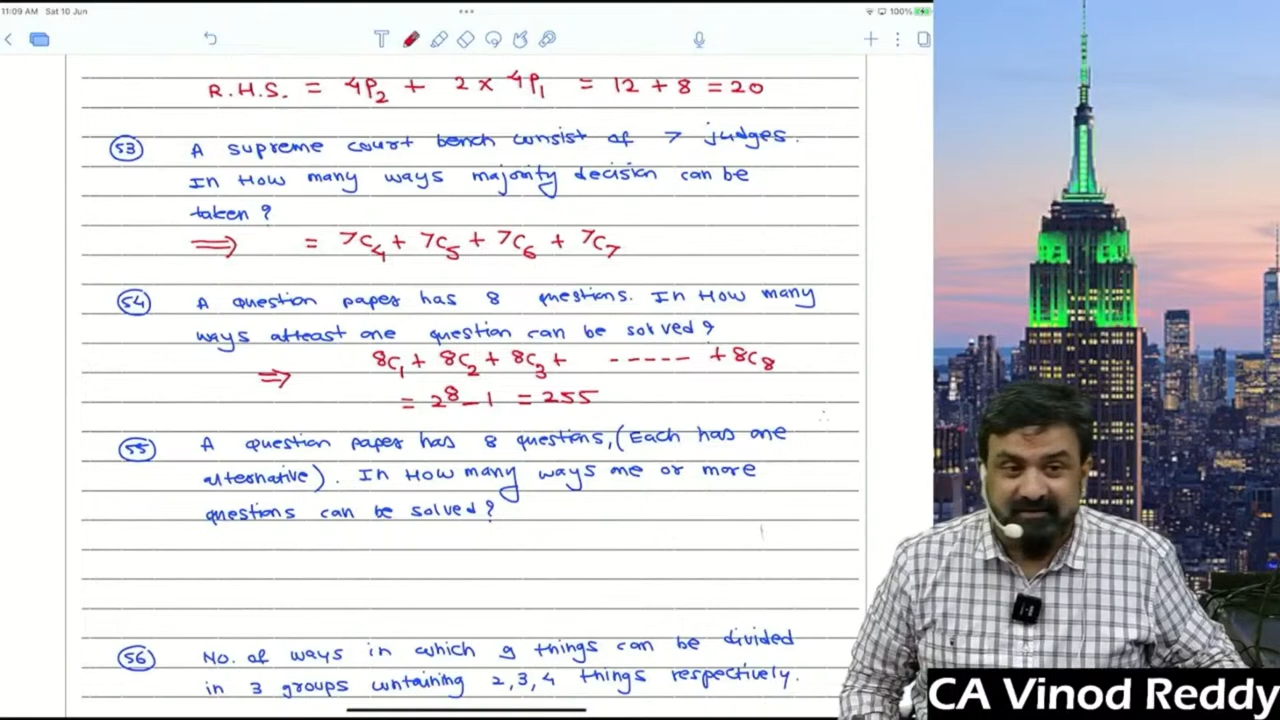 11:09 AM Sat 10 Jun
100%
R.H.S. = 4P2 + 2 x 4P1 = 12 + 8 = 20
53 A supreme court bench consist of 7 judges.
In How many ways majority decision can be
taken ?
⟹ = 7C4 + 7C5 + 7C6 + 7C7
54 A question paper has 8 questions. In How many
ways atleast one question can be solved ?
⟹ 8C1 + 8C2 + 8C3 + ----- + 8C8
= 2^8 - 1 = 255
55 A question paper has 8 questions, (Each has one
alternative). In How many ways one or more
questions can be solved ?
56 No. of ways in which 9 things can be divided
in 3 groups containing 2, 3, 4 things respectively.
CA Vinod Reddy